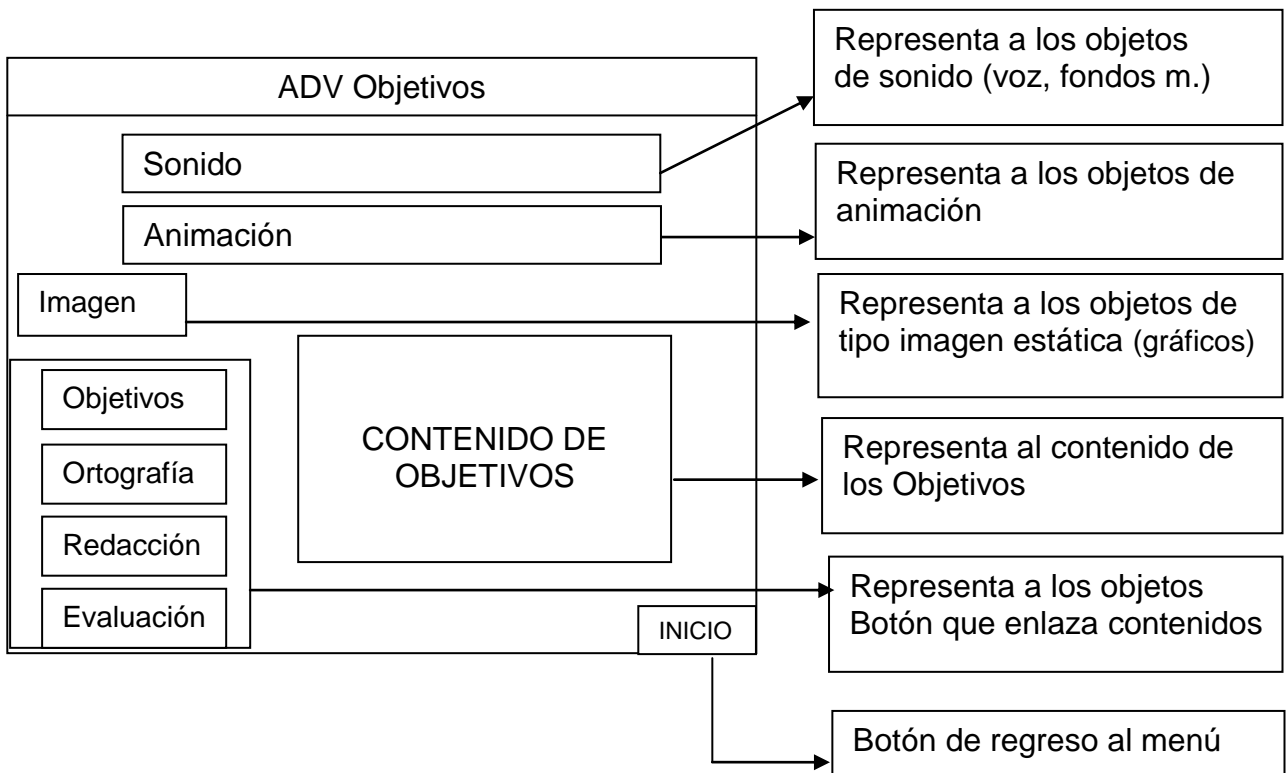 ADV Objetivos
Sonido
Animación
Imagen
Objetivos
Ortografía
Redacción
Evaluación
CONTENIDO DE
OBJETIVOS
INICIO
Representa a los objetos
de sonido (voz, fondos m.)
Representa a los objetos de
animación
Representa a los objetos de
tipo imagen estática (gráficos)
Representa al contenido de
los Objetivos
Representa a los objetos
Botón que enlaza contenidos
Botón de regreso al menú